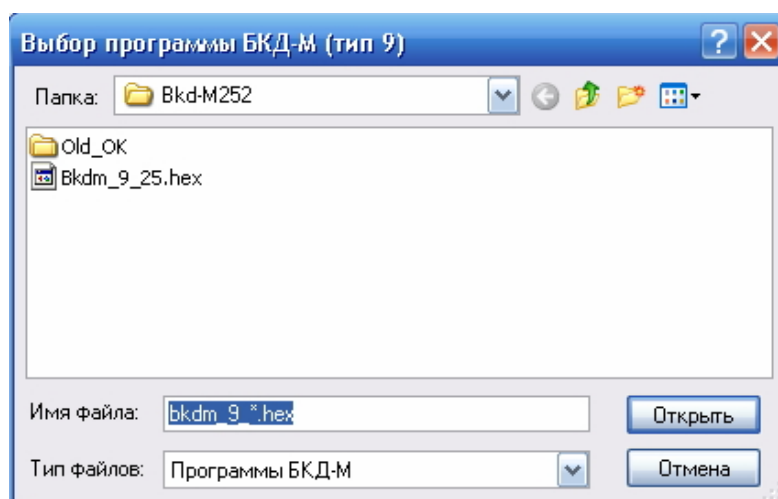 Выбор программы БКД-М (тип 9)
Папка: Bkd-M252
Old_OK
Bkdm_9_25.hex
Имя файла: bkdm_9_*.hex Открыть
Тип файлов: Программы БКД-М Отмена